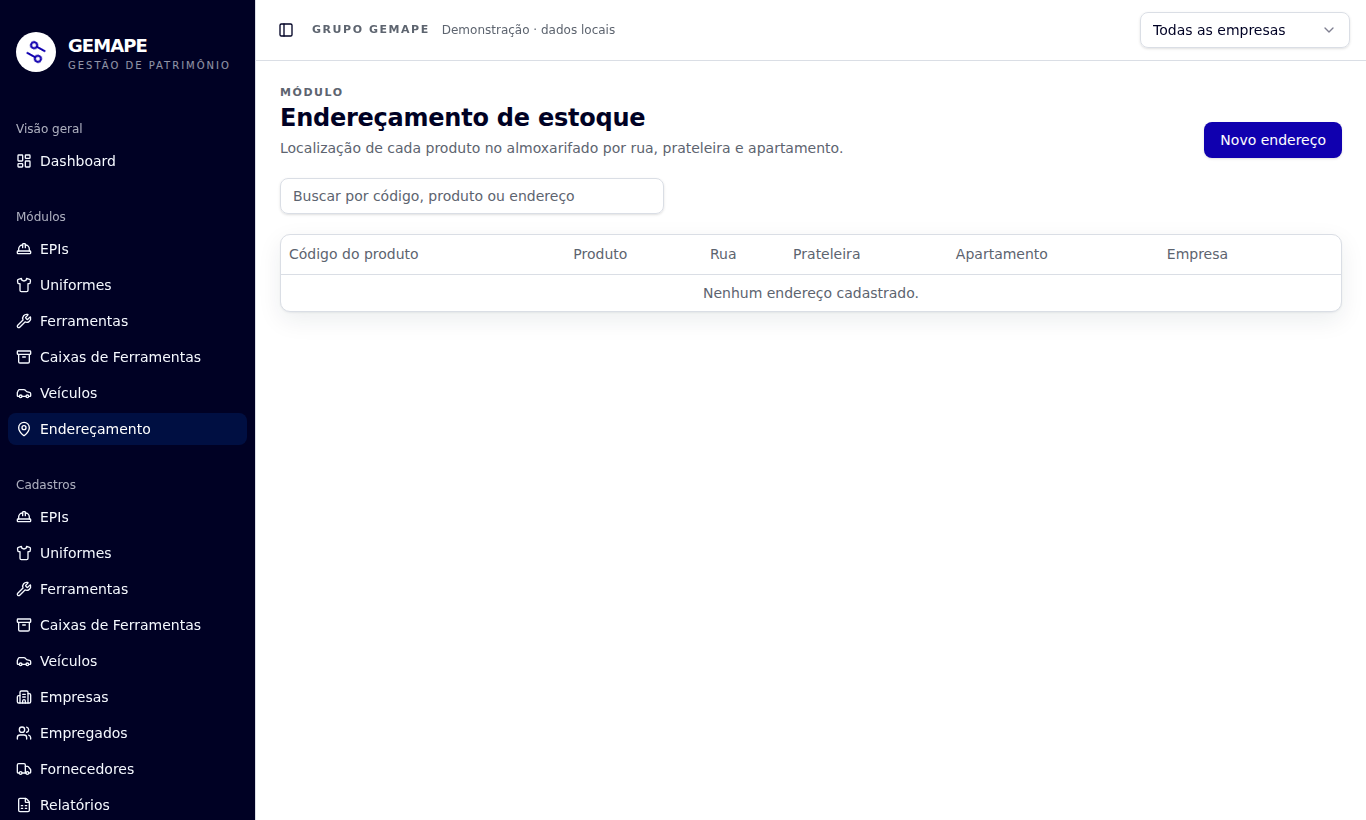 GEMAPE
GESTÃO DE PATRIMÔNIO
Visão geral
Dashboard
Módulos
EPIs
Uniformes
Ferramentas
Caixas de Ferramentas
Veículos
Endereçamento
Cadastros
EPIs
Uniformes
Ferramentas
Caixas de Ferramentas
Veículos
Empresas
Empregados
Fornecedores
Relatórios
GRUPO GEMAPE Demonstração · dados locais
Todas as empresas
MÓDULO
Endereçamento de estoque
Localização de cada produto no almoxarifado por rua, prateleira e apartamento.
Novo endereço
Buscar por código, produto ou endereço
Código do produto Produto Rua Prateleira Apartamento Empresa
Nenhum endereço cadastrado.